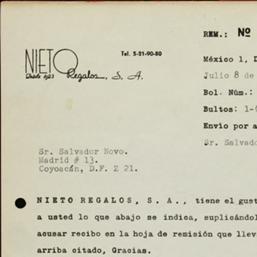 REM.: Nº
NIETO
Desde 1923
Regalos, S. A.
Tel. 5-21-90-80
México 1, D
Julio 8 de
Bol. Núm.:
Bultos: 1-
Envío por a
Sr. Salvado
Sr. Salvador Novo.
Madrid # 13.
Coyoacán, D.F. Z 21.
NIETO REGALOS, S. A., tiene el gust
a usted lo que abajo se indica, suplicándol
acusar recibo en la hoja de remisión que llev
arriba citado, Gracias.